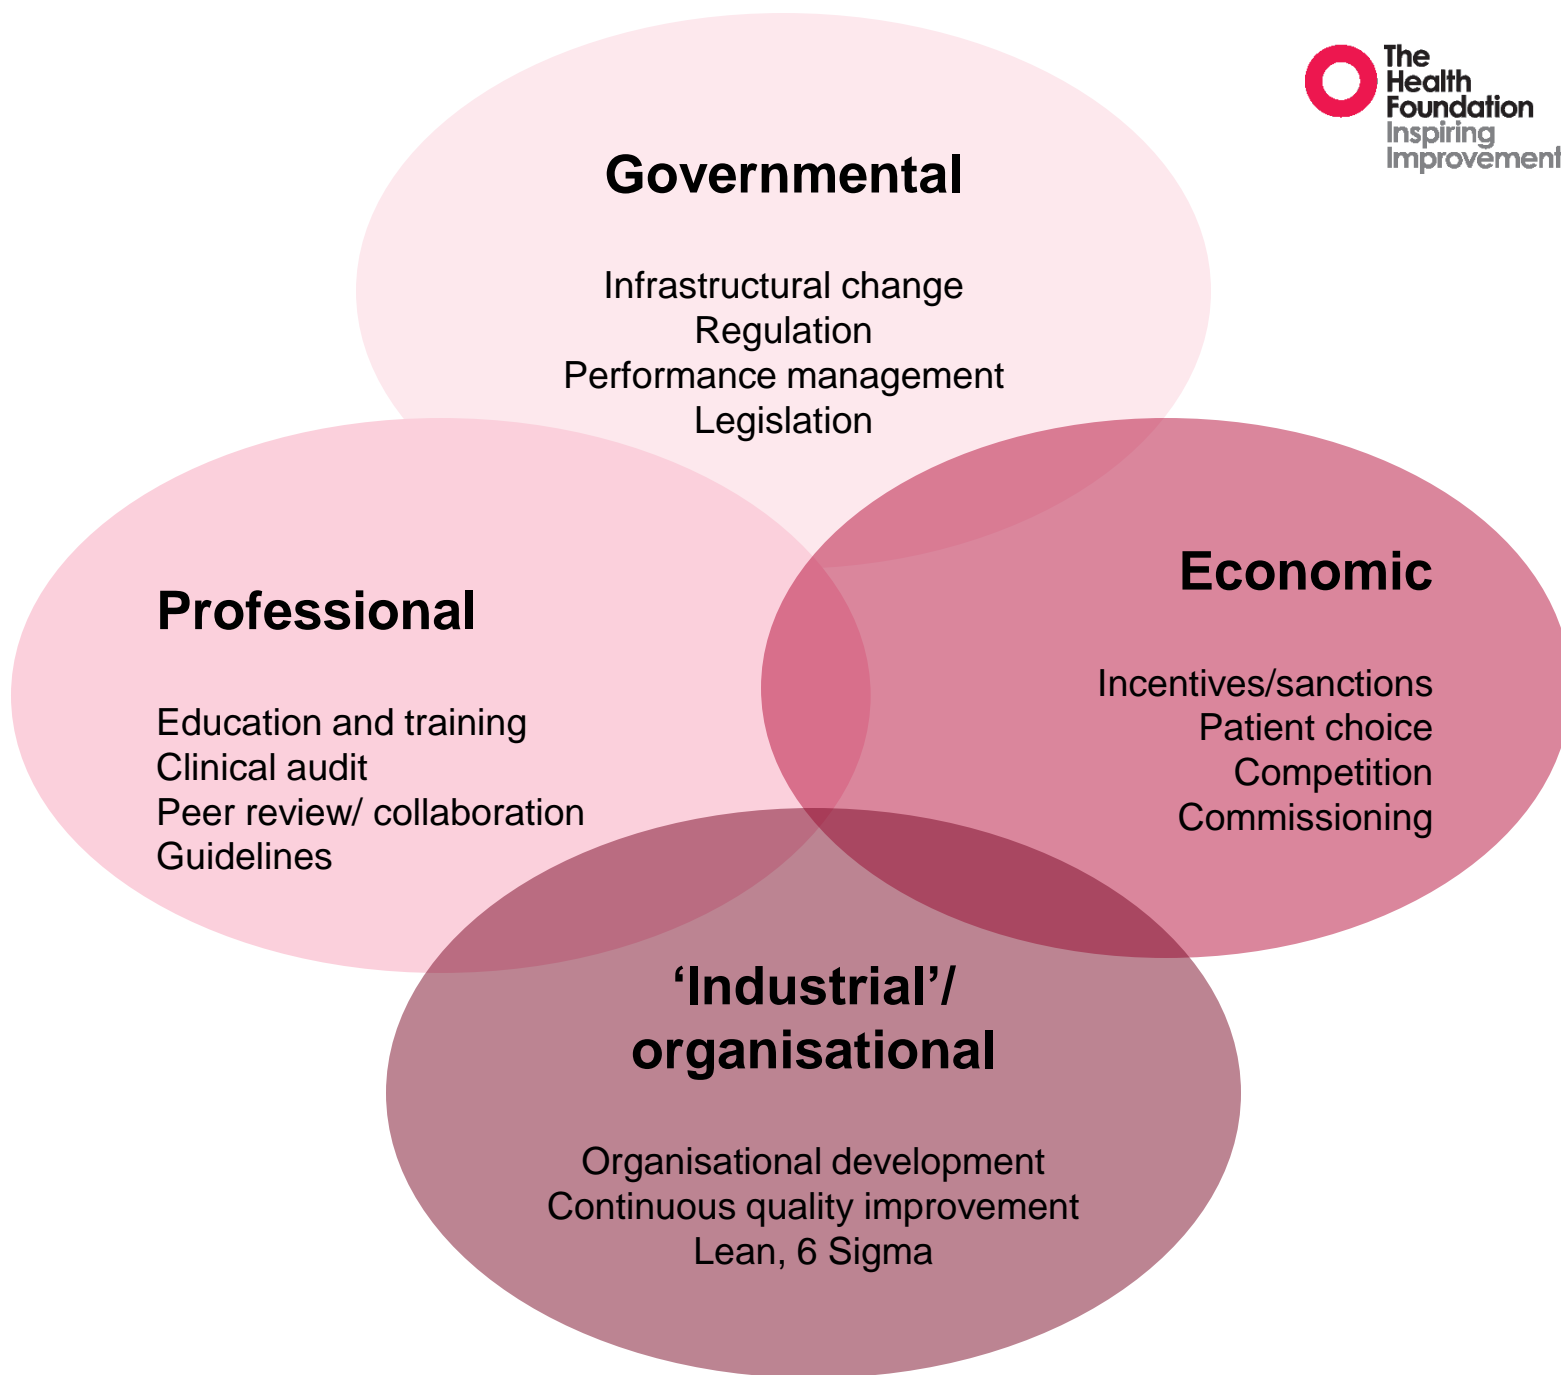 The
Health
Foundation
Inspiring
Improvement
Governmental
Infrastructural change
Regulation
Performance management
Legislation
Professional
Education and training
Clinical audit
Peer review/ collaboration
Guidelines
Economic
Incentives/sanctions
Patient choice
Competition
Commissioning
‘Industrial’/
organisational
Organisational development
Continuous quality improvement
Lean, 6 Sigma